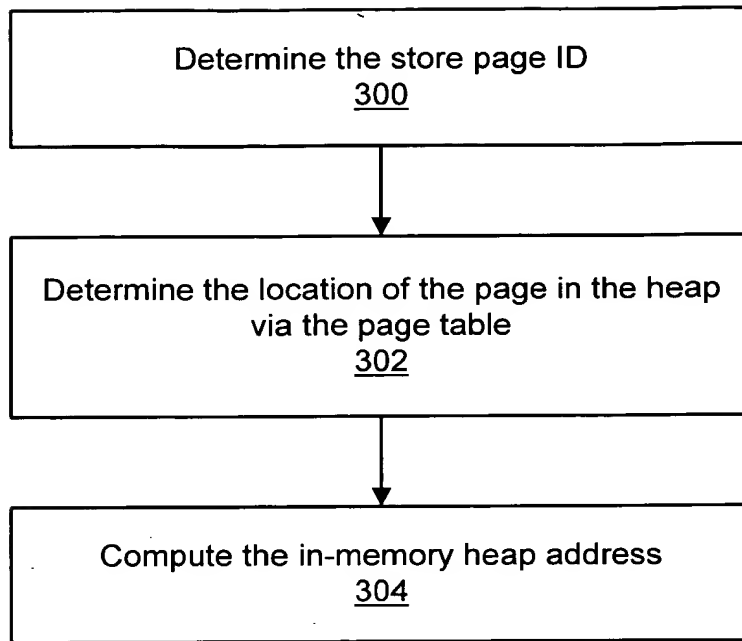 Determine the store page ID
300
Determine the location of the page in the heap
via the page table
302
Compute the in-memory heap address
304